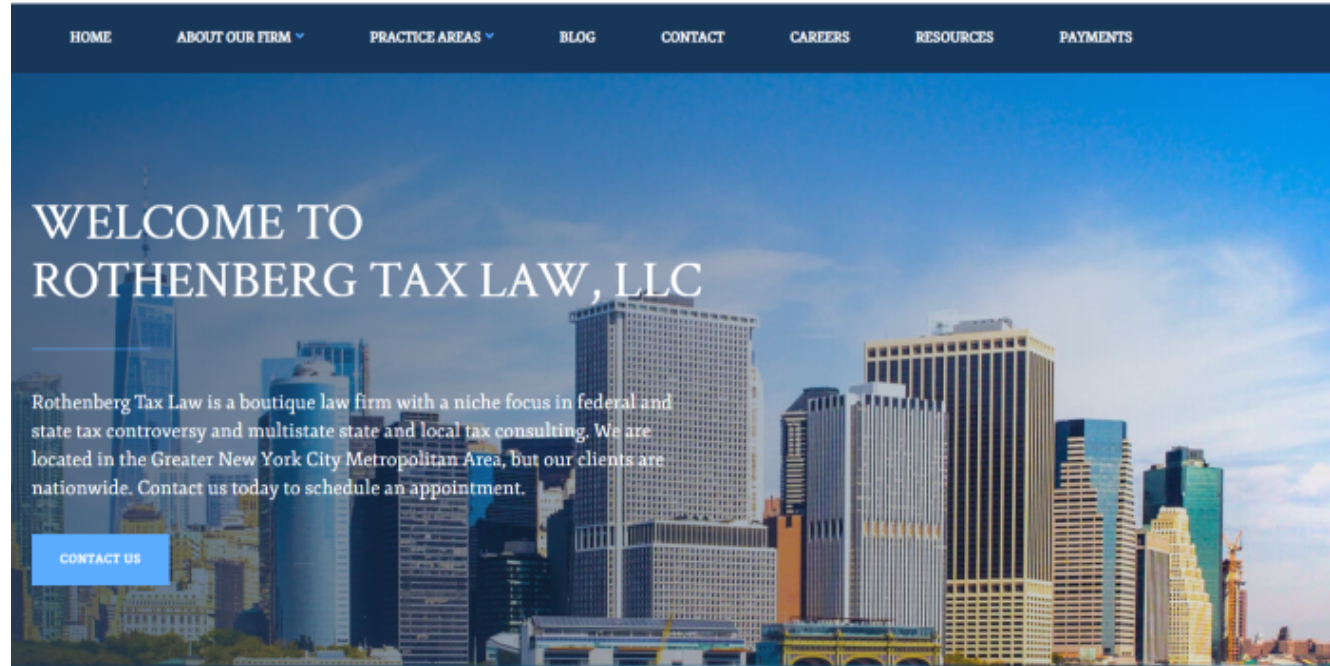 HOME ABOUT OUR FIRM PRACTICE AREAS BLOG CONTACT CAREERS RESOURCES PAYMENTS
WELCOME TO
ROTHENBERG TAX LAW, LLC
Rothenberg Tax Law is a boutique law firm with a niche focus in federal and
state tax controversy and multistate state and local tax consulting. We are
located in the Greater New York City Metropolitan Area, but our clients are
nationwide. Contact us today to schedule an appointment.
CONTACT US